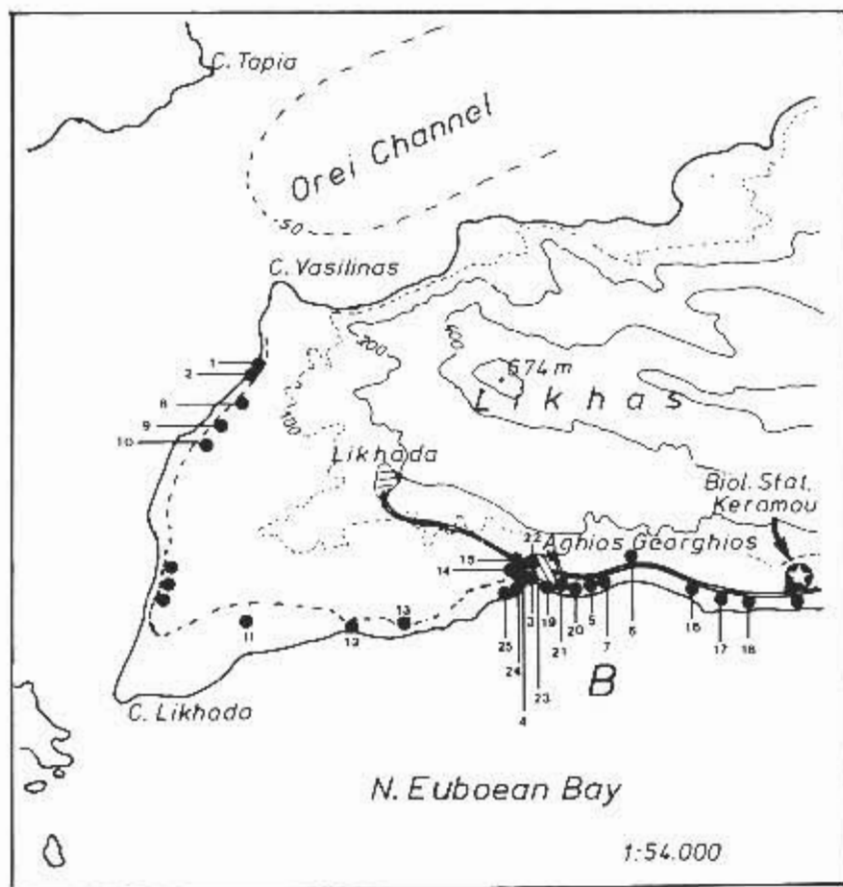 C. Tapia
Orei Channel
50
C. Vasilinas
200
400
674 m
Likhas
100
1
2
8
9
10
Likhada
Biol. Stat.
Keramou
22
Aghios Georghios
15
14
11
12
13
25
24
4
3
23
19
21
20
5
7
6
16
17
18
B
C. Likhada
N. Euboean Bay
1:54.000